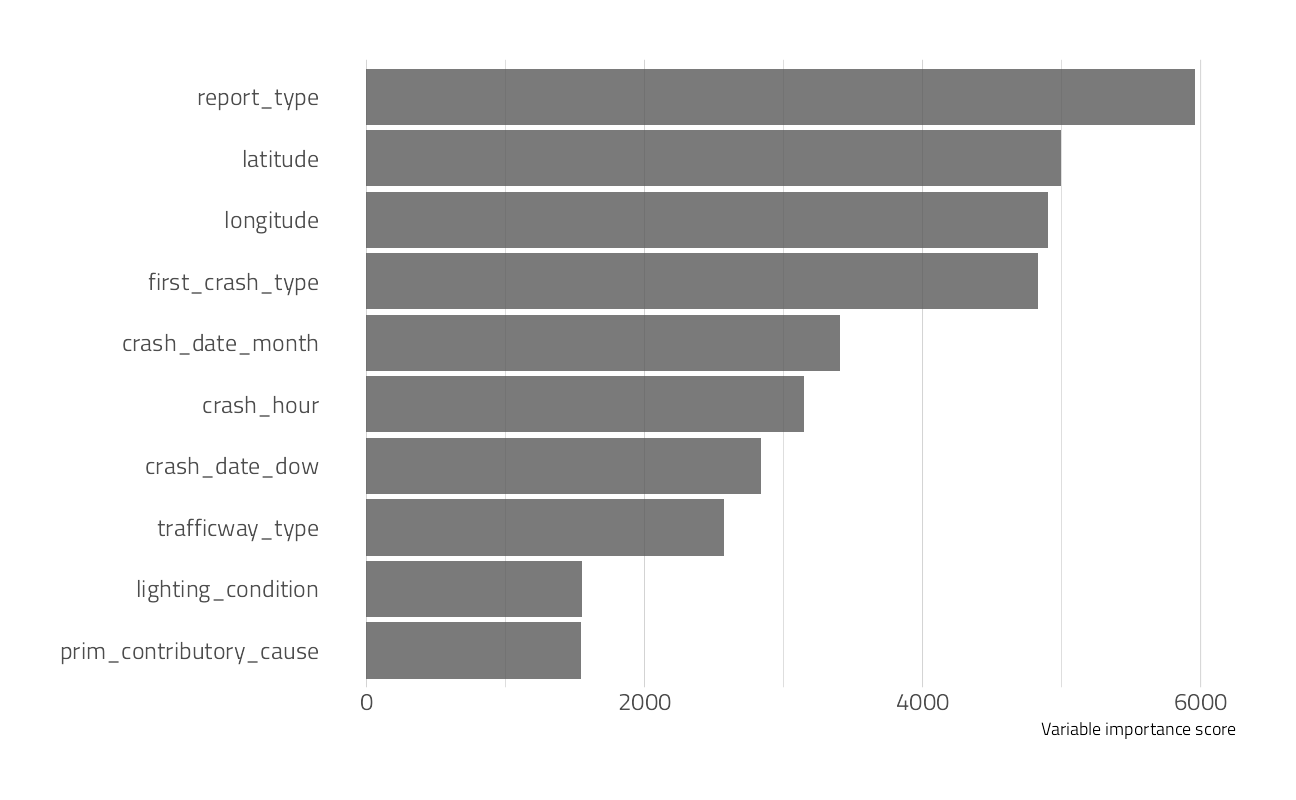 report_type
latitude
longitude
first_crash_type
crash_date_month
crash_hour
crash_date_dow
trafficway_type
lighting_condition
prim_contributory_cause
0 2000 4000 6000
Variable importance score